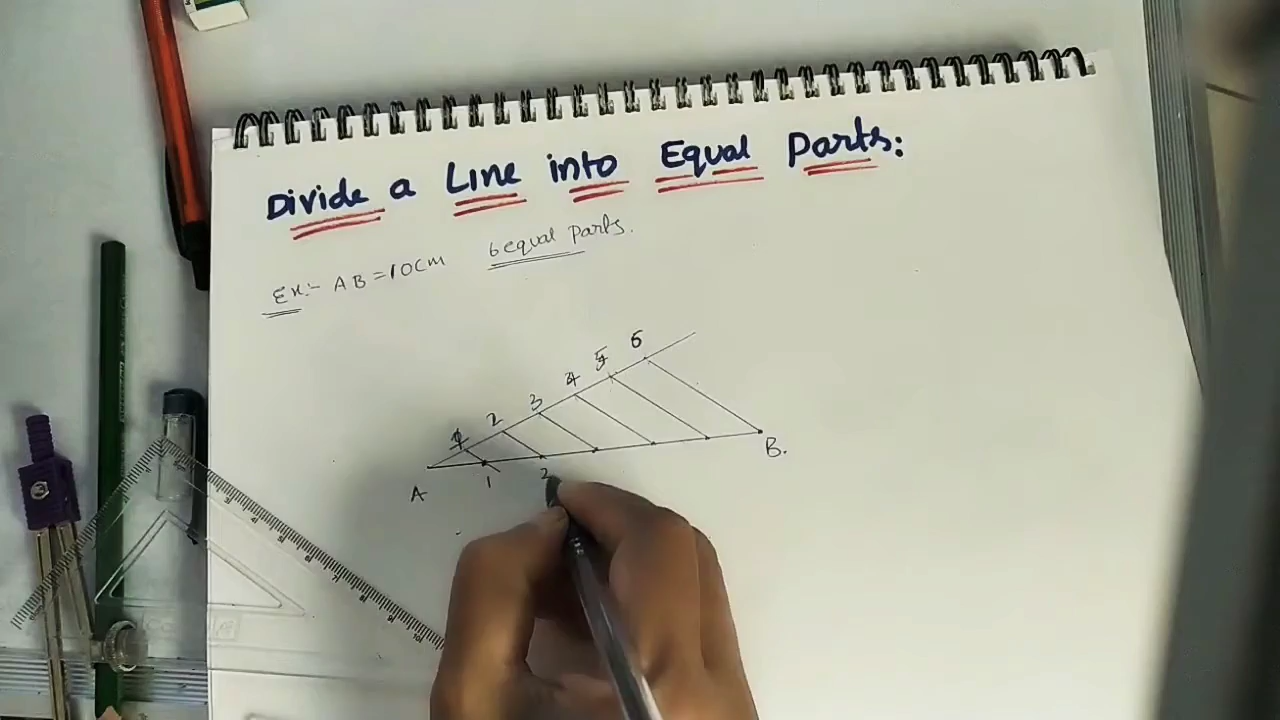 Divide a Line into Equal Parts:
Ex:- AB=10cm 6 equal parts.
6
5
4
3
2
1
B.
A 1 2